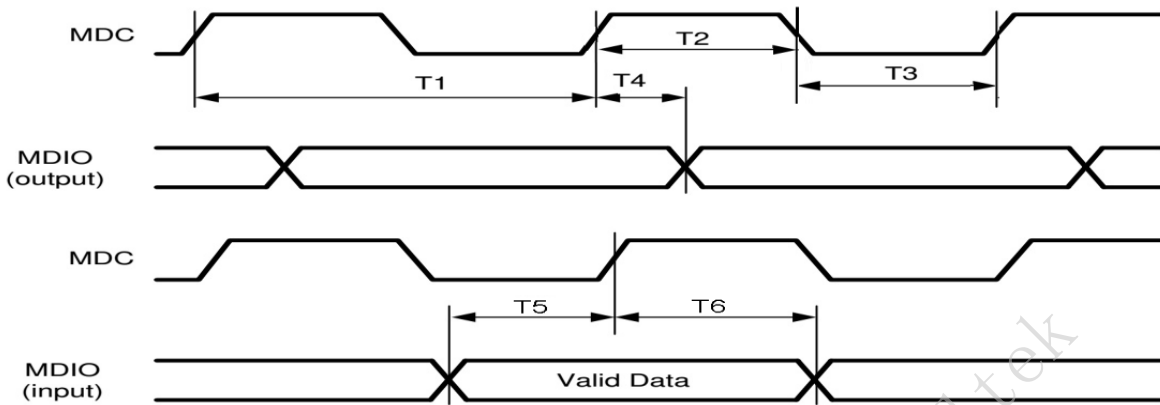 MDC
T1
T2
T3
T4
MDIO
(output)
MDC
T5
T6
MDIO
(input)
Valid Data